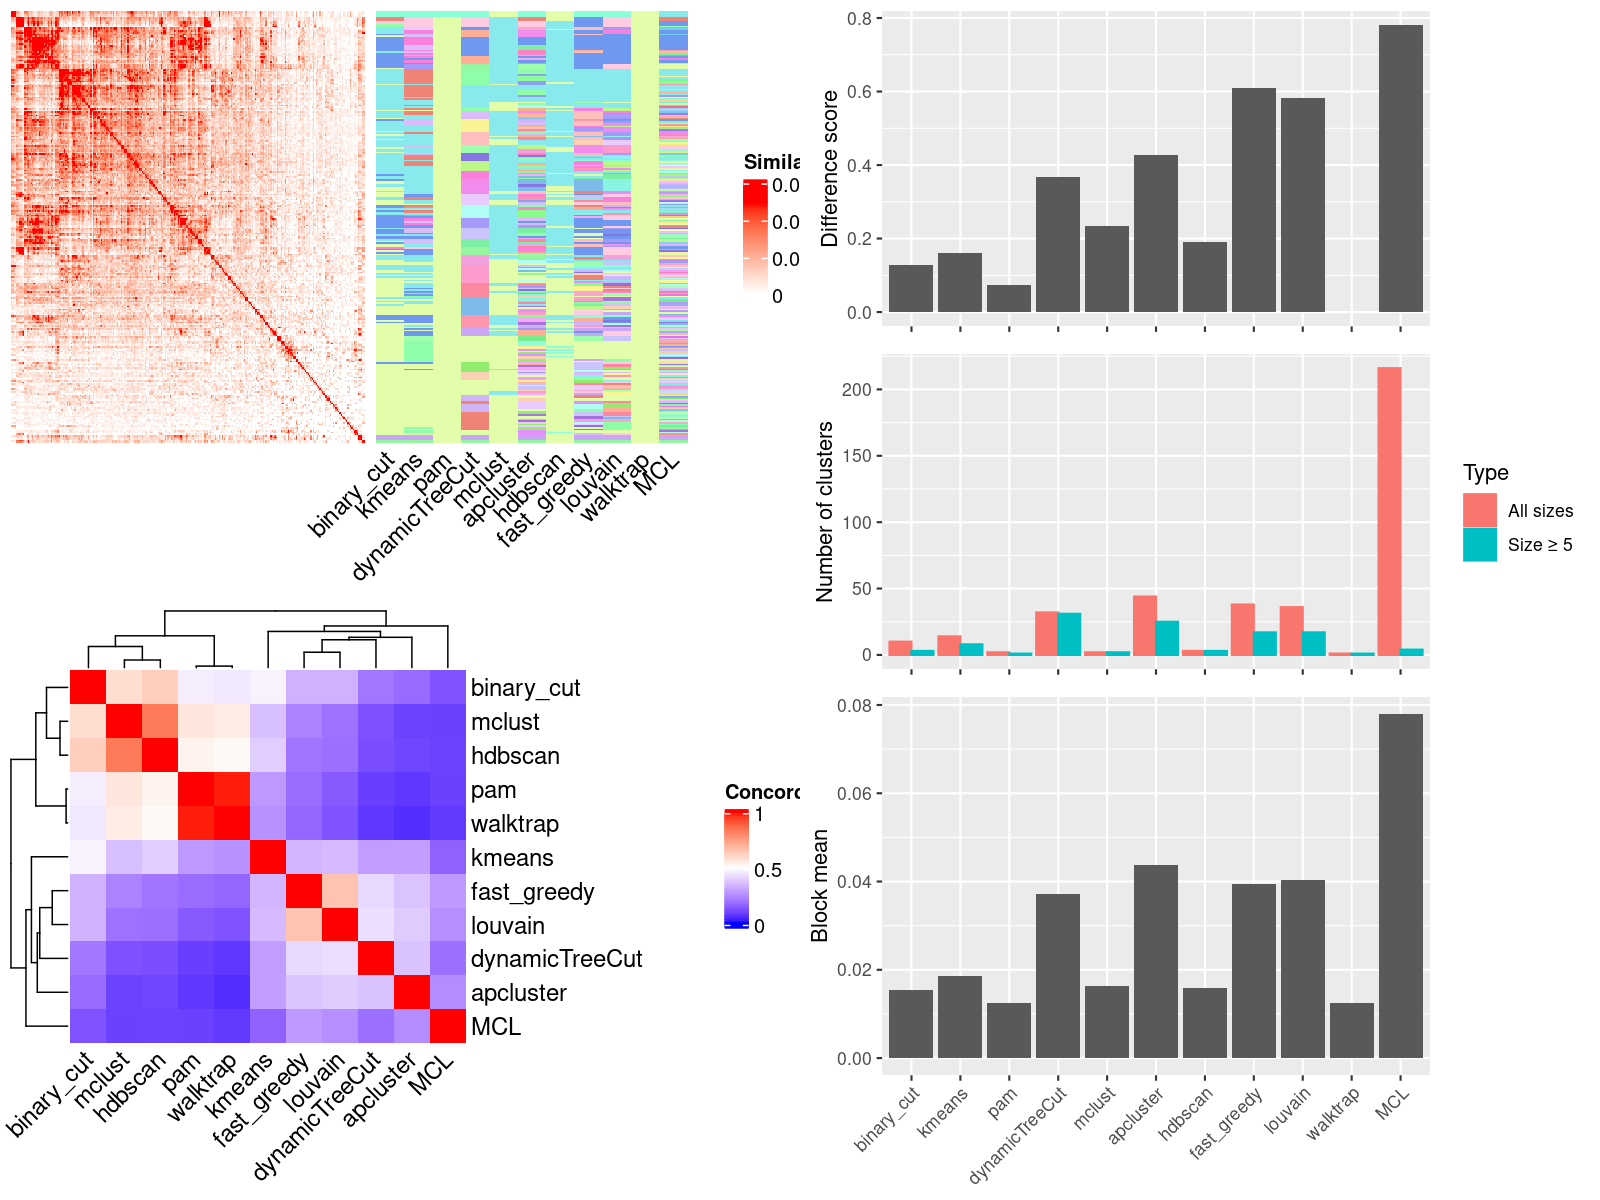 Simila
0.0
0.0
0.0
0
binary_cut
kmeans
pam
dynamicTreeCut
mclust
apcluster
hdbscan
fast_greedy
louvain
walktrap
MCL
binary_cut
mclust
hdbscan
pam
walktrap
kmeans
fast_greedy
louvain
dynamicTreeCut
apcluster
MCL
binary_cut
mclust
hdbscan
pam
walktrap
kmeans
fast_greedy
louvain
dynamicTreeCut
apcluster
MCL
Concord
1
0.5
0
Difference score
0.8
0.6
0.4
0.2
0.0
Number of clusters
200
150
100
50
0
Type
All sizes
Size ≥ 5
Block mean
0.08
0.06
0.04
0.02
0.00
binary_cut
kmeans
pam
dynamicTreeCut
mclust
apcluster
hdbscan
fast_greedy
louvain
walktrap
MCL